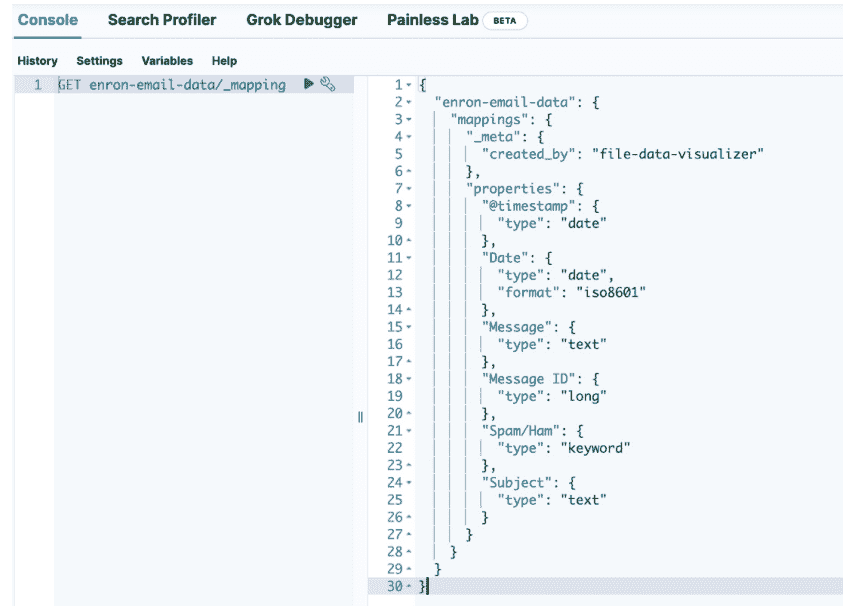 Console Search Profiler Grok Debugger Painless Lab BETA
History Settings Variables Help
1 GET enron-email-data/_mapping
1 {
2 "enron-email-data": {
3 "mappings": {
4 "_meta": {
5 "created_by": "file-data-visualizer"
6 },
7 "properties": {
8 "@timestamp": {
9 "type": "date"
10 },
11 "Date": {
12 "type": "date",
13 "format": "iso8601"
14 },
15 "Message": {
16 "type": "text"
17 },
18 "Message ID": {
19 "type": "long"
20 },
21 "Spam/Ham": {
22 "type": "keyword"
23 },
24 "Subject": {
25 "type": "text"
26 }
27 }
28 }
29 }
30 }